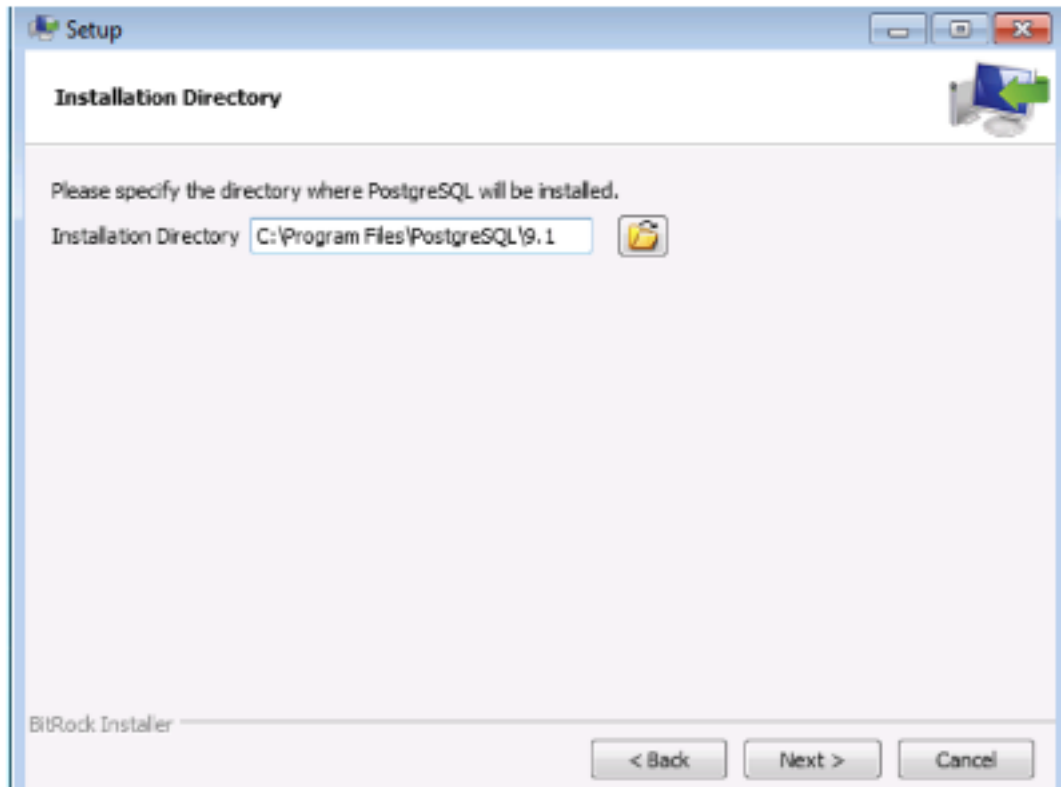 Setup
Installation Directory
Please specify the directory where PostgreSQL will be installed.
Installation Directory C:\Program Files\PostgreSQL\9.1
BitRock Installer
< Back Next > Cancel